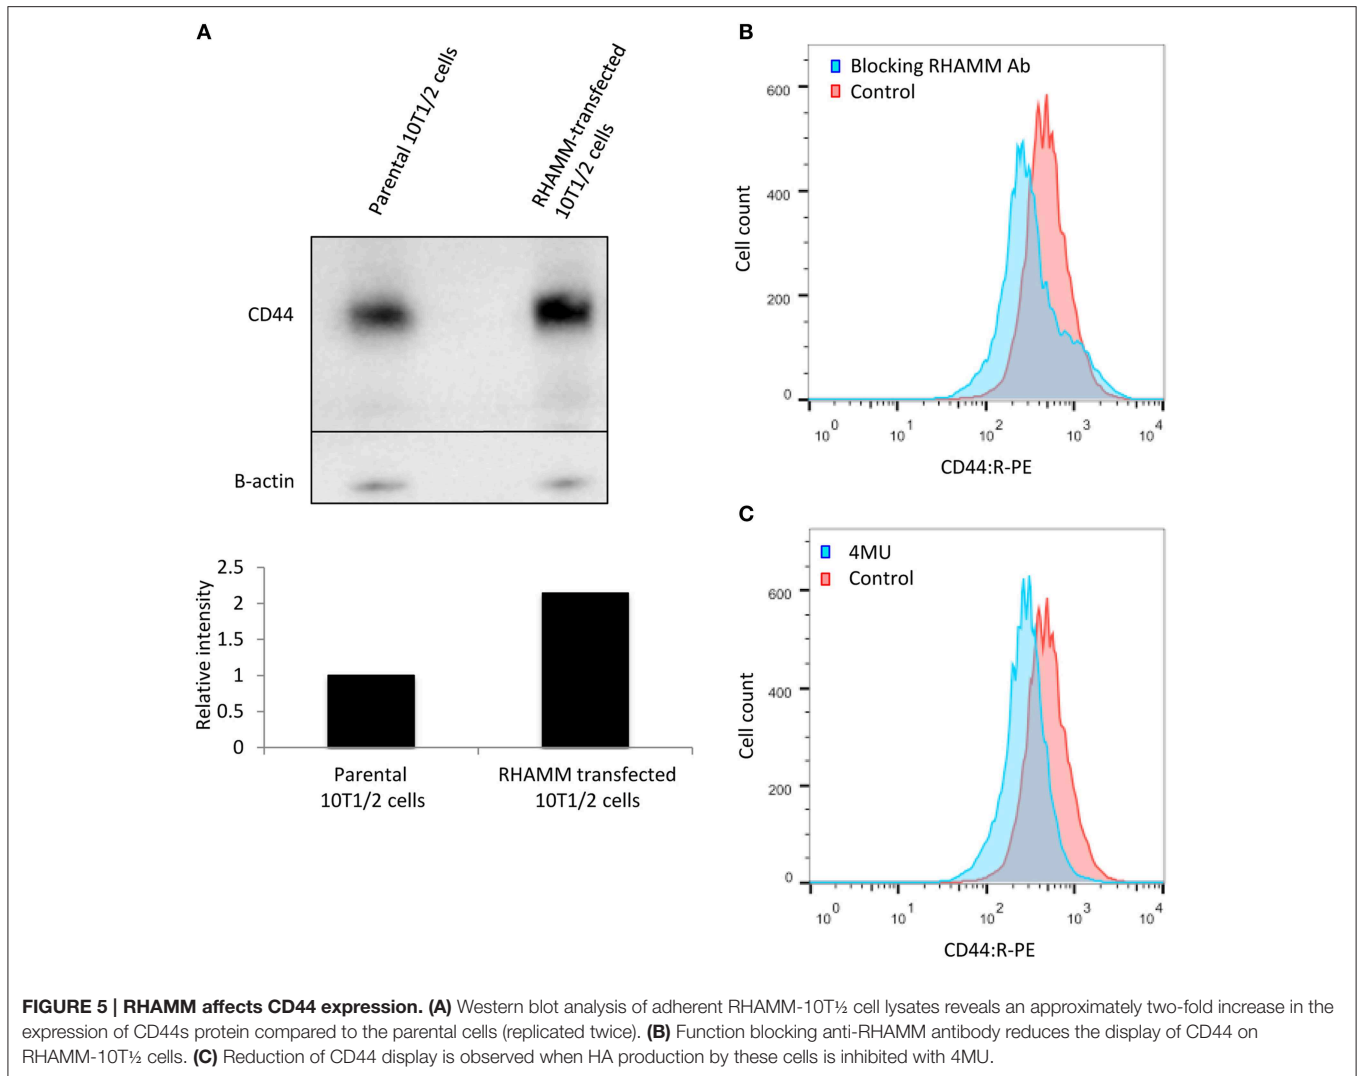 A
Parental 10T1/2 cells
RHAMM-transfected
10T1/2 cells
CD44
B-actin
Relative intensity
2.5
2
1.5
1
0.5
0
Parental
10T1/2 cells
RHAMM transfected
10T1/2 cells
B
Blocking RHAMM Ab
Control
Cell count
600
400
200
0
10^0 10^1 10^2 10^3 10^4
CD44:R-PE
C
4MU
Control
Cell count
600
400
200
0
10^0 10^1 10^2 10^3 10^4
CD44:R-PE
FIGURE 5 | RHAMM affects CD44 expression. (A) Western blot analysis of adherent RHAMM-10T½ cell lysates reveals an approximately two-fold increase in the
expression of CD44s protein compared to the parental cells (replicated twice). (B) Function blocking anti-RHAMM antibody reduces the display of CD44 on
RHAMM-10T½ cells. (C) Reduction of CD44 display is observed when HA production by these cells is inhibited with 4MU.